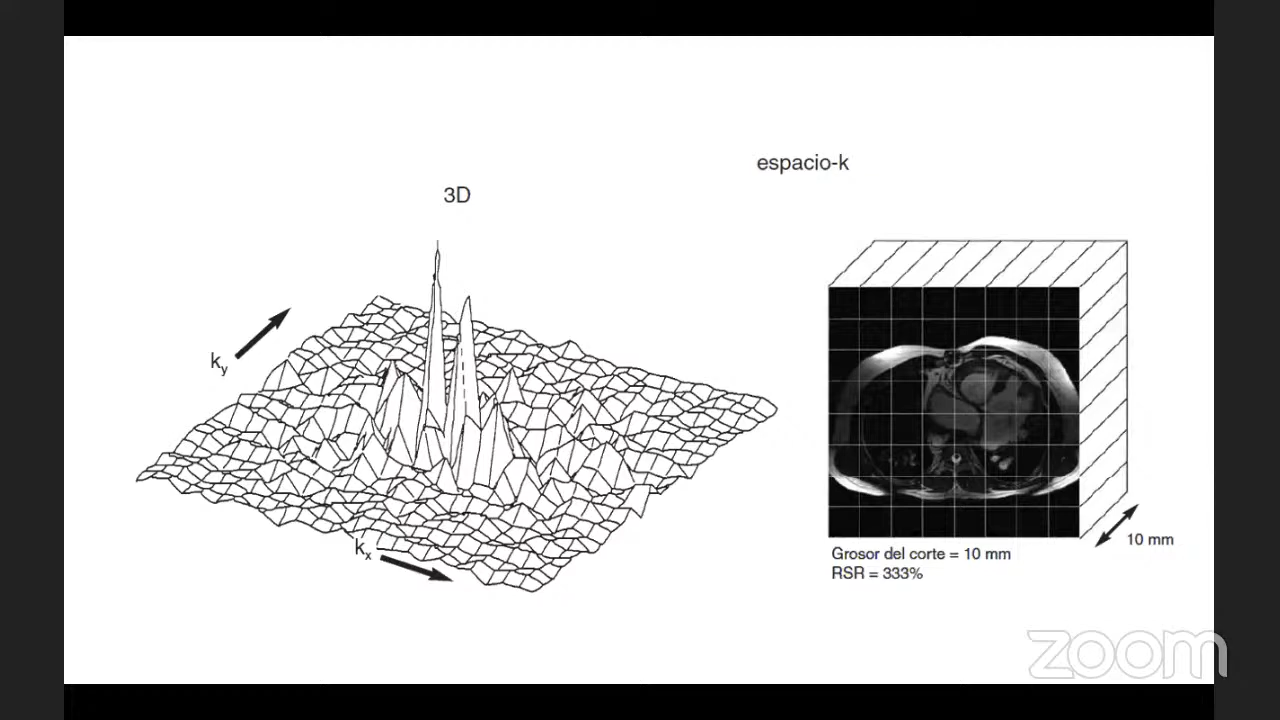 espacio-k
3D
ky
kx
10 mm
Grosor del corte = 10 mm
RSR = 333%
zoom